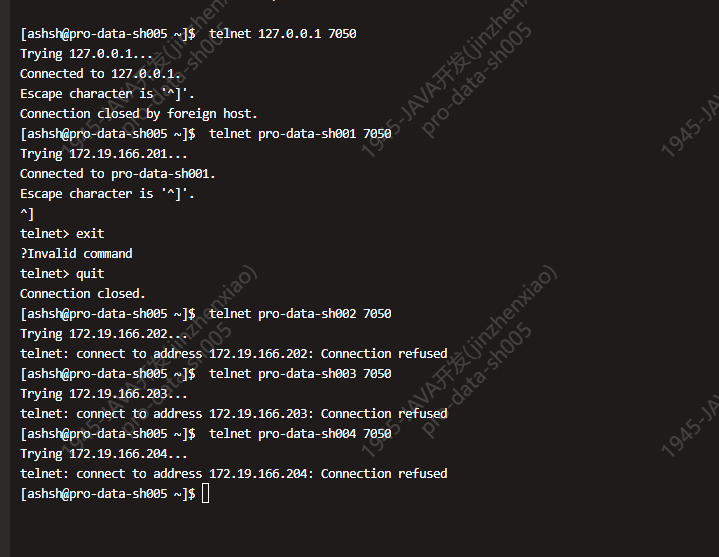 [ashsh@pro-data-sh005 ~]$  telnet 127.0.0.1 7050
Trying 127.0.0.1...
Connected to 127.0.0.1.
Escape character is '^]'.
Connection closed by foreign host.
[ashsh@pro-data-sh005 ~]$  telnet pro-data-sh001 7050
Trying 172.19.166.201...
Connected to pro-data-sh001.
Escape character is '^]'.
^]
telnet> exit
?Invalid command
telnet> quit
Connection closed.
[ashsh@pro-data-sh005 ~]$  telnet pro-data-sh002 7050
Trying 172.19.166.202...
telnet: connect to address 172.19.166.202: Connection refused
[ashsh@pro-data-sh005 ~]$  telnet pro-data-sh003 7050
Trying 172.19.166.203...
telnet: connect to address 172.19.166.203: Connection refused
[ashsh@pro-data-sh005 ~]$  telnet pro-data-sh004 7050
Trying 172.19.166.204...
telnet: connect to address 172.19.166.204: Connection refused
[ashsh@pro-data-sh005 ~]$
1945-JAVA开发(jinzhenxiao)
pro-data-sh005
1945-JAVA开发(jinzhenxiao)
pro-data-sh005
1945-JAVA
1945-JAVA开发(jinzhenxiao)
pro-data-sh005
1945-JAVA开发(jinzhenxiao)
pro-data-sh005
1945-JAVA